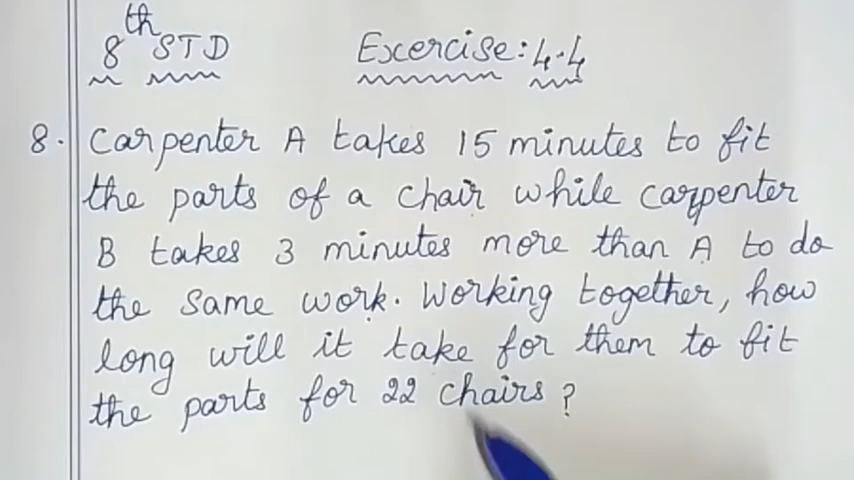 8th STD Exercise: 4.4
8. Carpenter A takes 15 minutes to fit
the parts of a chair while carpenter
B takes 3 minutes more than A to do
the same work. Working together, how
long will it take for them to fit
the parts for 22 chairs?